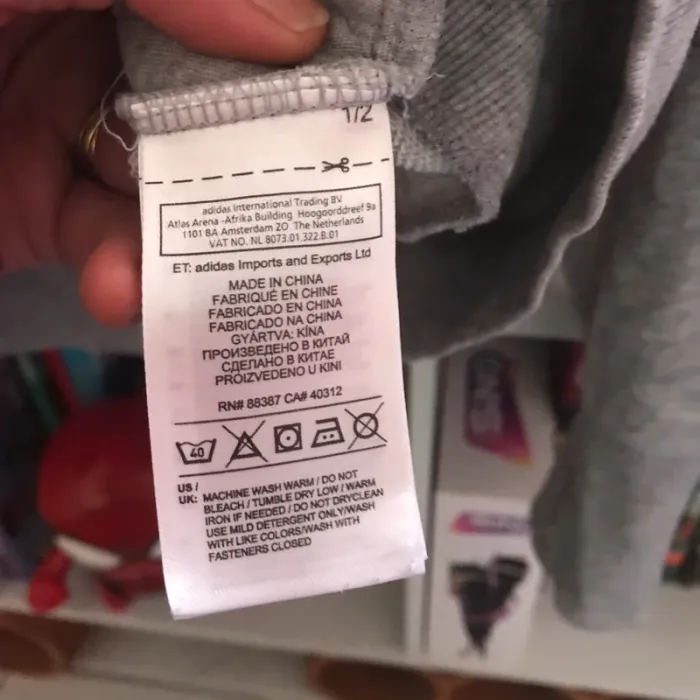 1/2
adidas International Trading BV
Atlas Arena -Afrika Building Hoogoorddreef 9a
1101 BA Amsterdam ZO The Netherlands
VAT NO. NL 8073.01.322.B.01
ET: adidas Imports and Exports Ltd
MADE IN CHINA
FABRIQUÉ EN CHINE
FABRICADO EN CHINA
FABRICADO NA CHINA
GYÁRTVA: KÍNA
ПРОИЗВЕДЕНО В КИТАЙ
СДЕЛАНО В КИТАЕ
PROIZVEDENO U KINI
RN# 88387 CA# 40312
40
US /
UK: MACHINE WASH WARM / DO NOT
BLEACH / TUMBLE DRY LOW / WARM
IRON IF NEEDED / DO NOT DRYCLEAN
USE MILD DETERGENT ONLY/WASH
WITH LIKE COLORS/WASH WITH
FASTENERS CLOSED